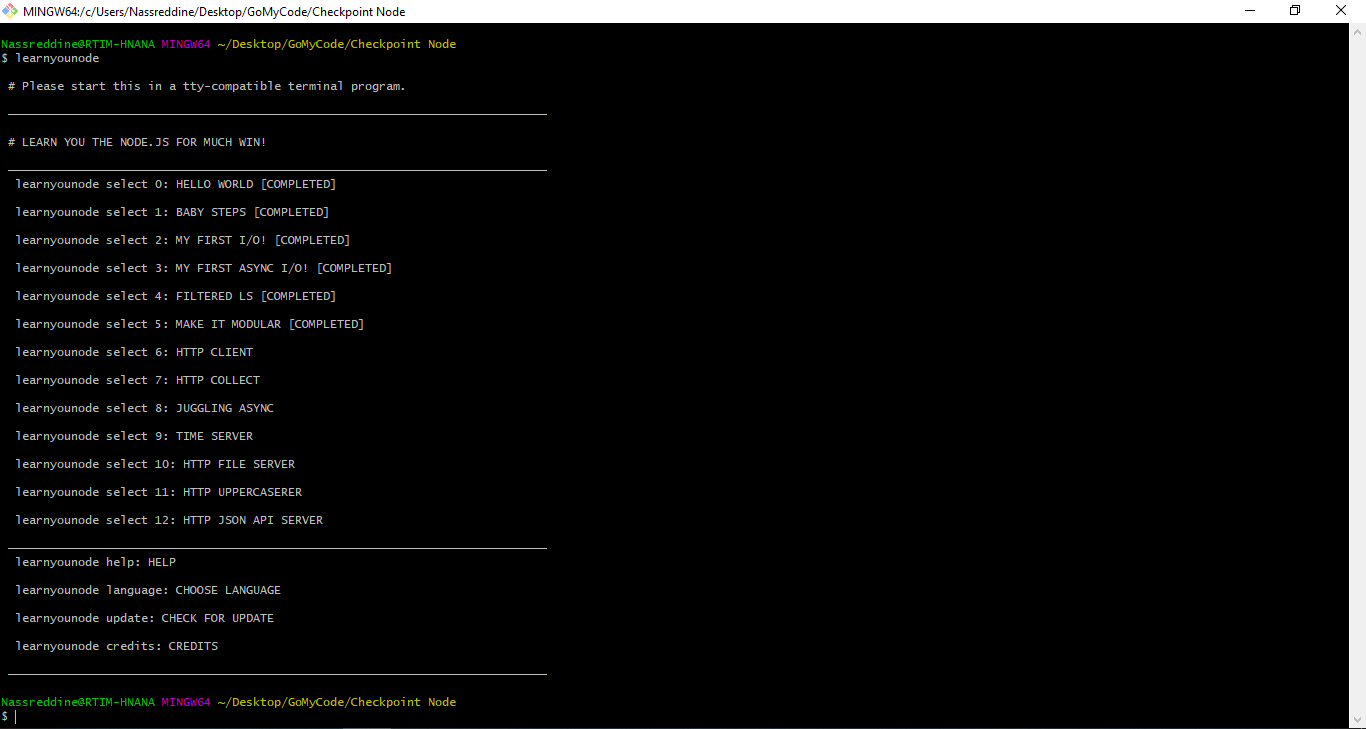 MINGW64:/c/Users/Nassreddine/Desktop/GoMyCode/Checkpoint Node
Nassreddine@RTIM-HNANA MINGW64 ~/Desktop/GoMyCode/Checkpoint Node
$ learnyounode
# Please start this in a tty-compatible terminal program.
# LEARN YOU THE NODE.JS FOR MUCH WIN!
learnyounode select 0: HELLO WORLD [COMPLETED]
learnyounode select 1: BABY STEPS [COMPLETED]
learnyounode select 2: MY FIRST I/O! [COMPLETED]
learnyounode select 3: MY FIRST ASYNC I/O! [COMPLETED]
learnyounode select 4: FILTERED LS [COMPLETED]
learnyounode select 5: MAKE IT MODULAR [COMPLETED]
learnyounode select 6: HTTP CLIENT
learnyounode select 7: HTTP COLLECT
learnyounode select 8: JUGGLING ASYNC
learnyounode select 9: TIME SERVER
learnyounode select 10: HTTP FILE SERVER
learnyounode select 11: HTTP UPPERCASERER
learnyounode select 12: HTTP JSON API SERVER
learnyounode help: HELP
learnyounode language: CHOOSE LANGUAGE
learnyounode update: CHECK FOR UPDATE
learnyounode credits: CREDITS
Nassreddine@RTIM-HNANA MINGW64 ~/Desktop/GoMyCode/Checkpoint Node
$